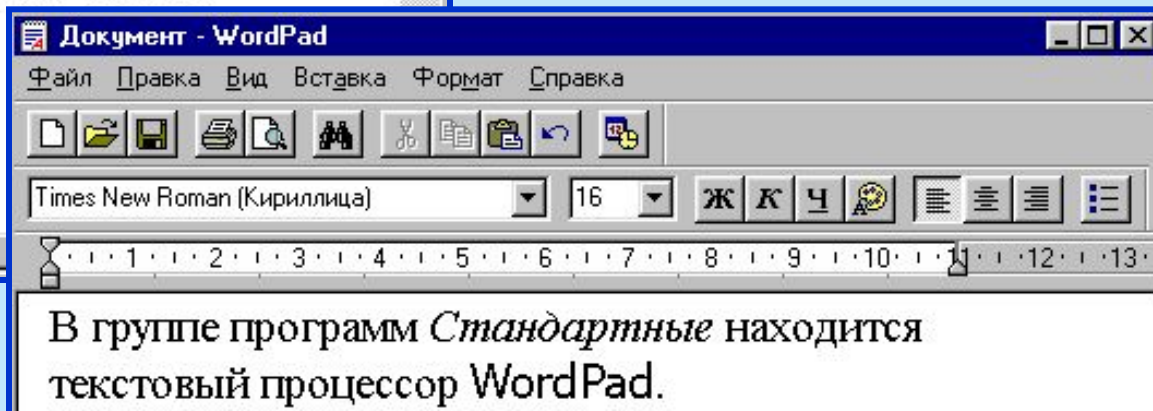 Документ - WordPad
Файл Правка Вид Вставка Формат Справка
Times New Roman (Кириллица) 16 Ж К Ч
1 2 3 4 5 6 7 8 9 10 11 12 13
В группе программ Стандартные находится
текстовый процессор WordPad.